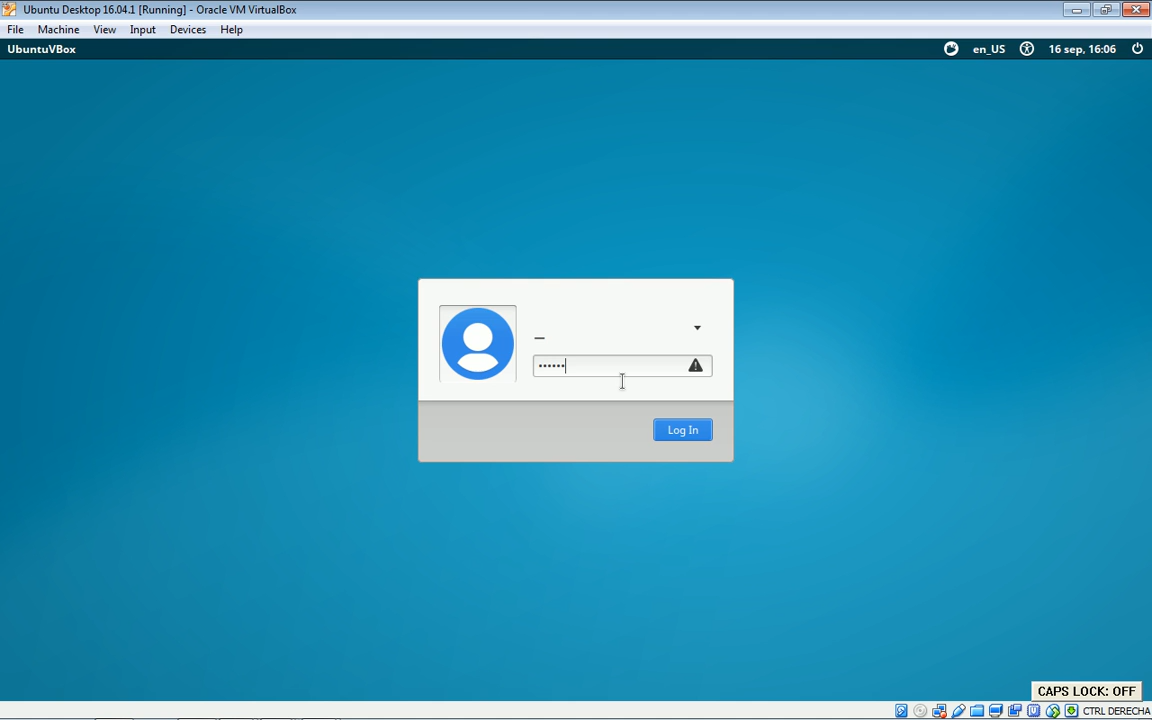 Ubuntu Desktop 16.04.1 [Running] - Oracle VM VirtualBox
File Machine View Input Devices Help
UbuntuVBox en_US 16 sep, 16:06
Log In
CAPS LOCK: OFF
CTRL DERECHA